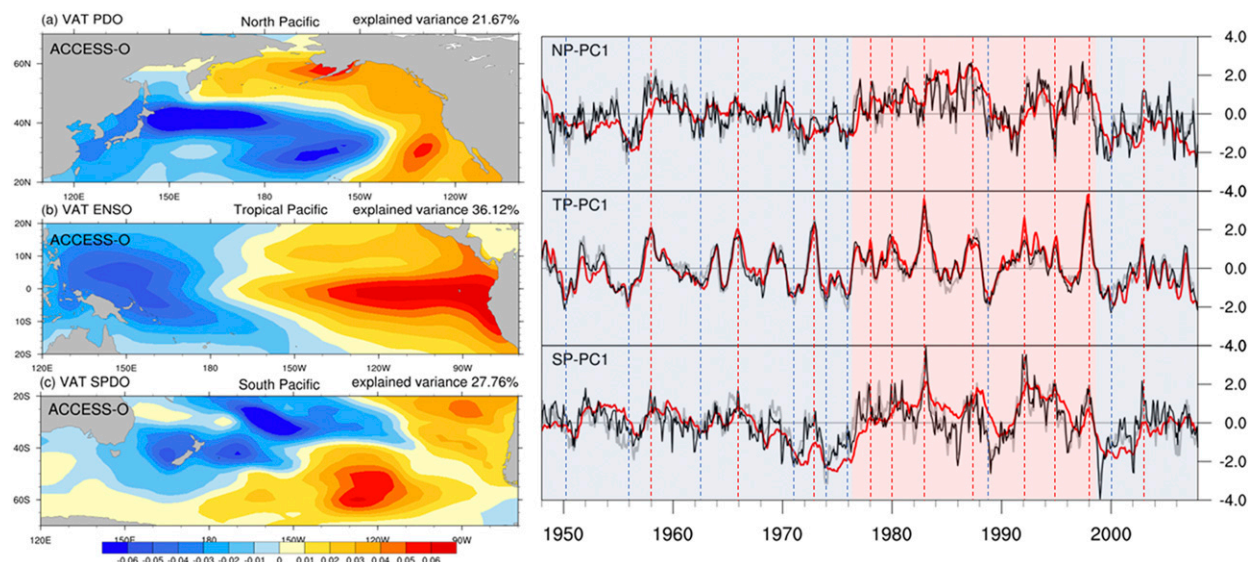 (a) VAT PDO North Pacific explained variance 21.67%
ACCESS-O
60N
40N
20N
120E 150E 180 150W 120W
(b) VAT ENSO Tropical Pacific explained variance 36.12%
20N
ACCESS-O
10N
0
10S
20S
120E 150E 180 150W 120W 90W
(c) VAT SPDO South Pacific explained variance 27.76%
20S
ACCESS-O
40S
60S
120E 150E 180 150W 120W 90W
-0.06 -0.05 -0.04 -0.03 -0.02 -0.01 0 0.01 0.02 0.03 0.04 0.05 0.06
NP-PC1
4.0
2.0
0.0
-2.0
-4.0
TP-PC1
2.0
0.0
-2.0
-4.0
SP-PC1
2.0
0.0
-2.0
-4.0
1950 1960 1970 1980 1990 2000